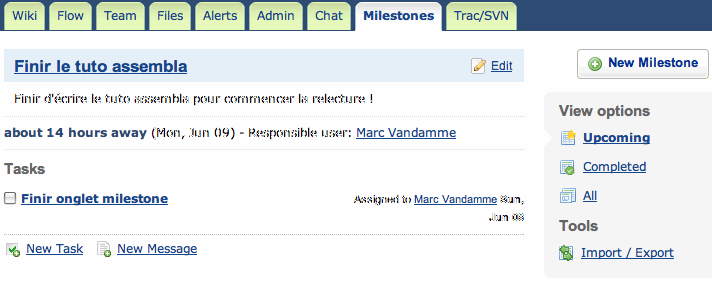 Wiki Flow Team Files Alerts Admin Chat Milestones Trac/SVN
Finir le tuto assembla Edit
Finir d'écrire le tuto assembla pour commencer la relecture !
about 14 hours away (Mon, Jun 09) - Responsible user: Marc Vandamme
Tasks
Finir onglet milestone
Assigned to Marc Vandamme Sun,
Jun 08
New Task New Message
New Milestone
View options
Upcoming
Completed
All
Tools
Import / Export